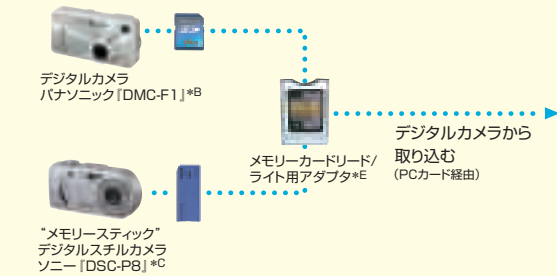 デジタルカメラ
パナソニック『DMC-F1』*B
メモリーカードリード/
ライト用アダプタ*E
デジタルカメラから
取り込む
(PCカード経由)
“メモリースティック”
デジタルスチルカメラ
ソニー『DSC-P8』*C